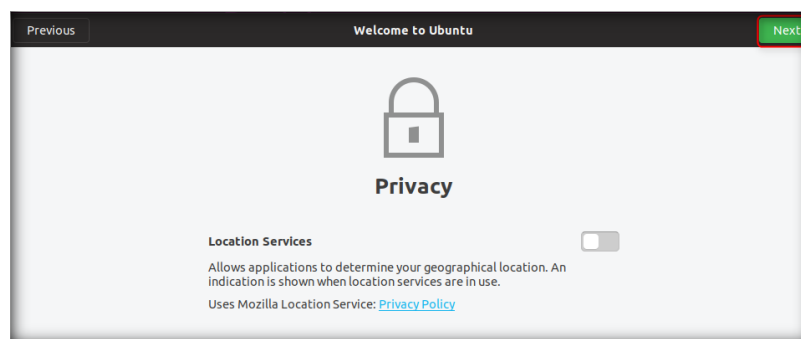 Previous
Welcome to Ubuntu
Next
Privacy
Location Services
Allows applications to determine your geographical location. An
indication is shown when location services are in use.
Uses Mozilla Location Service: Privacy Policy